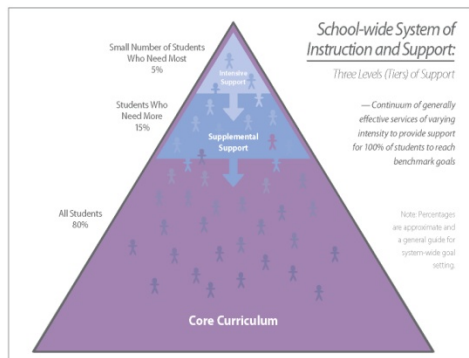 School-wide System of
Instruction and Support:
Three Levels (Tiers) of Support
— Continuum of generally
effective services of varying
intensity to provide support
for 100% of students to reach
benchmark goals
Note: Percentages
are approximate and
a general guide for
system-wide goal
setting.
Small Number of Students
Who Need Most
5%
Students Who
Need More
15%
All Students
80%
Intensive
Support
Supplemental
Support
Core Curriculum